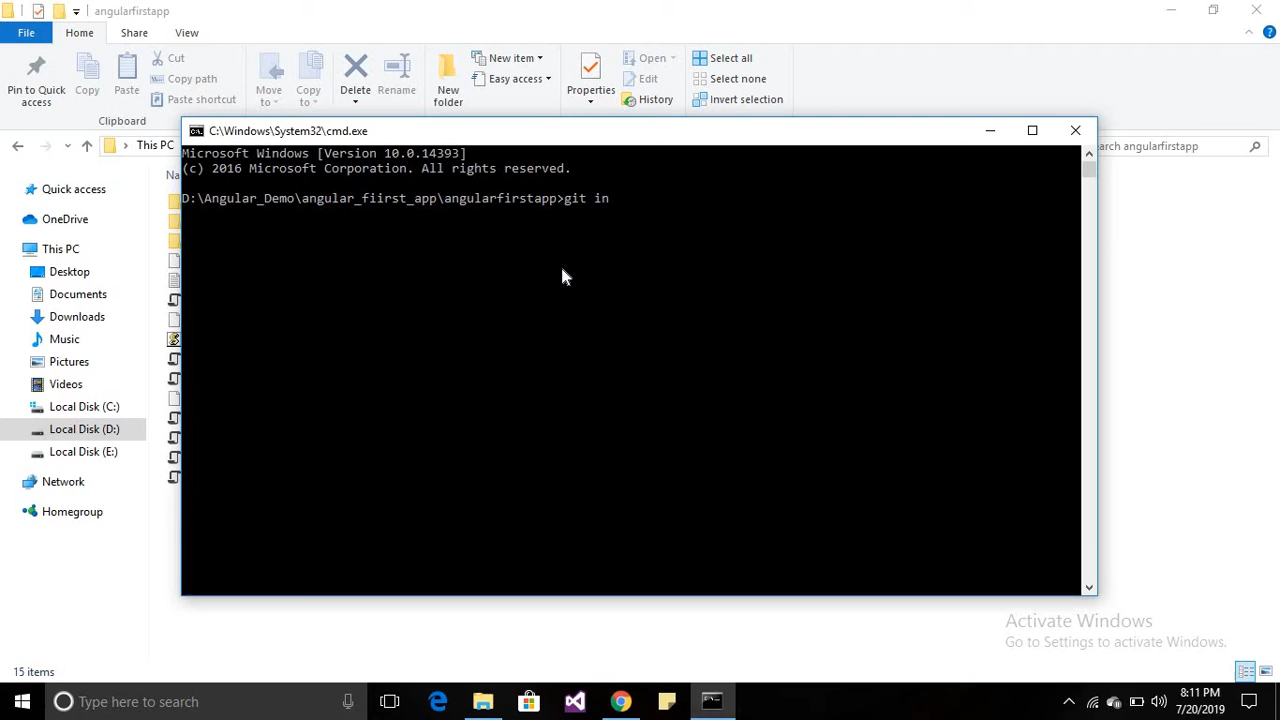 angularfirstapp
File
Home
Share
View
Pin to Quick access
Copy
Paste
Cut
Copy path
Paste shortcut
Clipboard
Move to
Copy to
Delete
Rename
New folder
New item
Easy access
Properties
Open
Edit
History
Select all
Select none
Invert selection
This PC
arch angularfirstapp
C:\Windows\System32\cmd.exe
Microsoft Windows [Version 10.0.14393]
(c) 2016 Microsoft Corporation. All rights reserved.
D:\Angular_Demo\angular_fiirst_app\angularfirstapp>git in
Na
Quick access
OneDrive
This PC
Desktop
Documents
Downloads
Music
Pictures
Videos
Local Disk (C:)
Local Disk (D:)
Local Disk (E:)
Network
Homegroup
Activate Windows
Go to Settings to activate Windows.
15 items
Type here to search
8:11 PM
7/20/2019